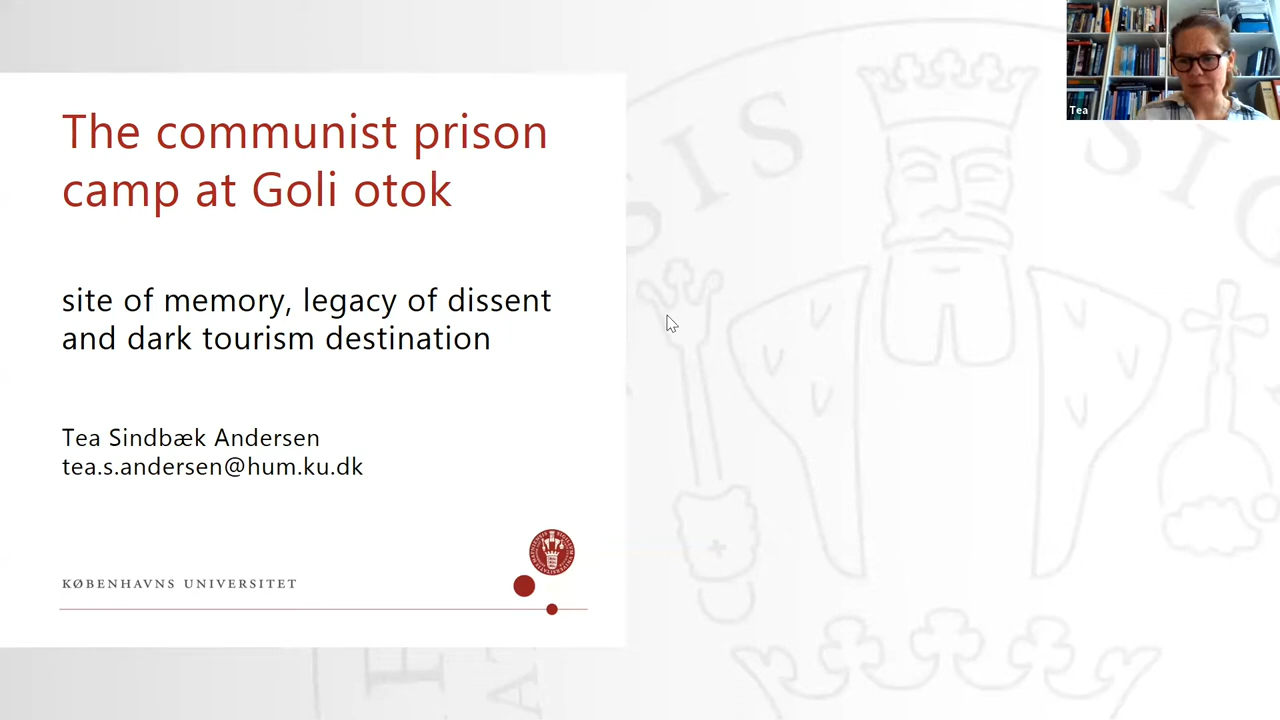 The communist prison
camp at Goli otok
site of memory, legacy of dissent
and dark tourism destination
Tea Sindbæk Andersen
tea.s.andersen@hum.ku.dk
KØBENHAVNS UNIVERSITET
Tea